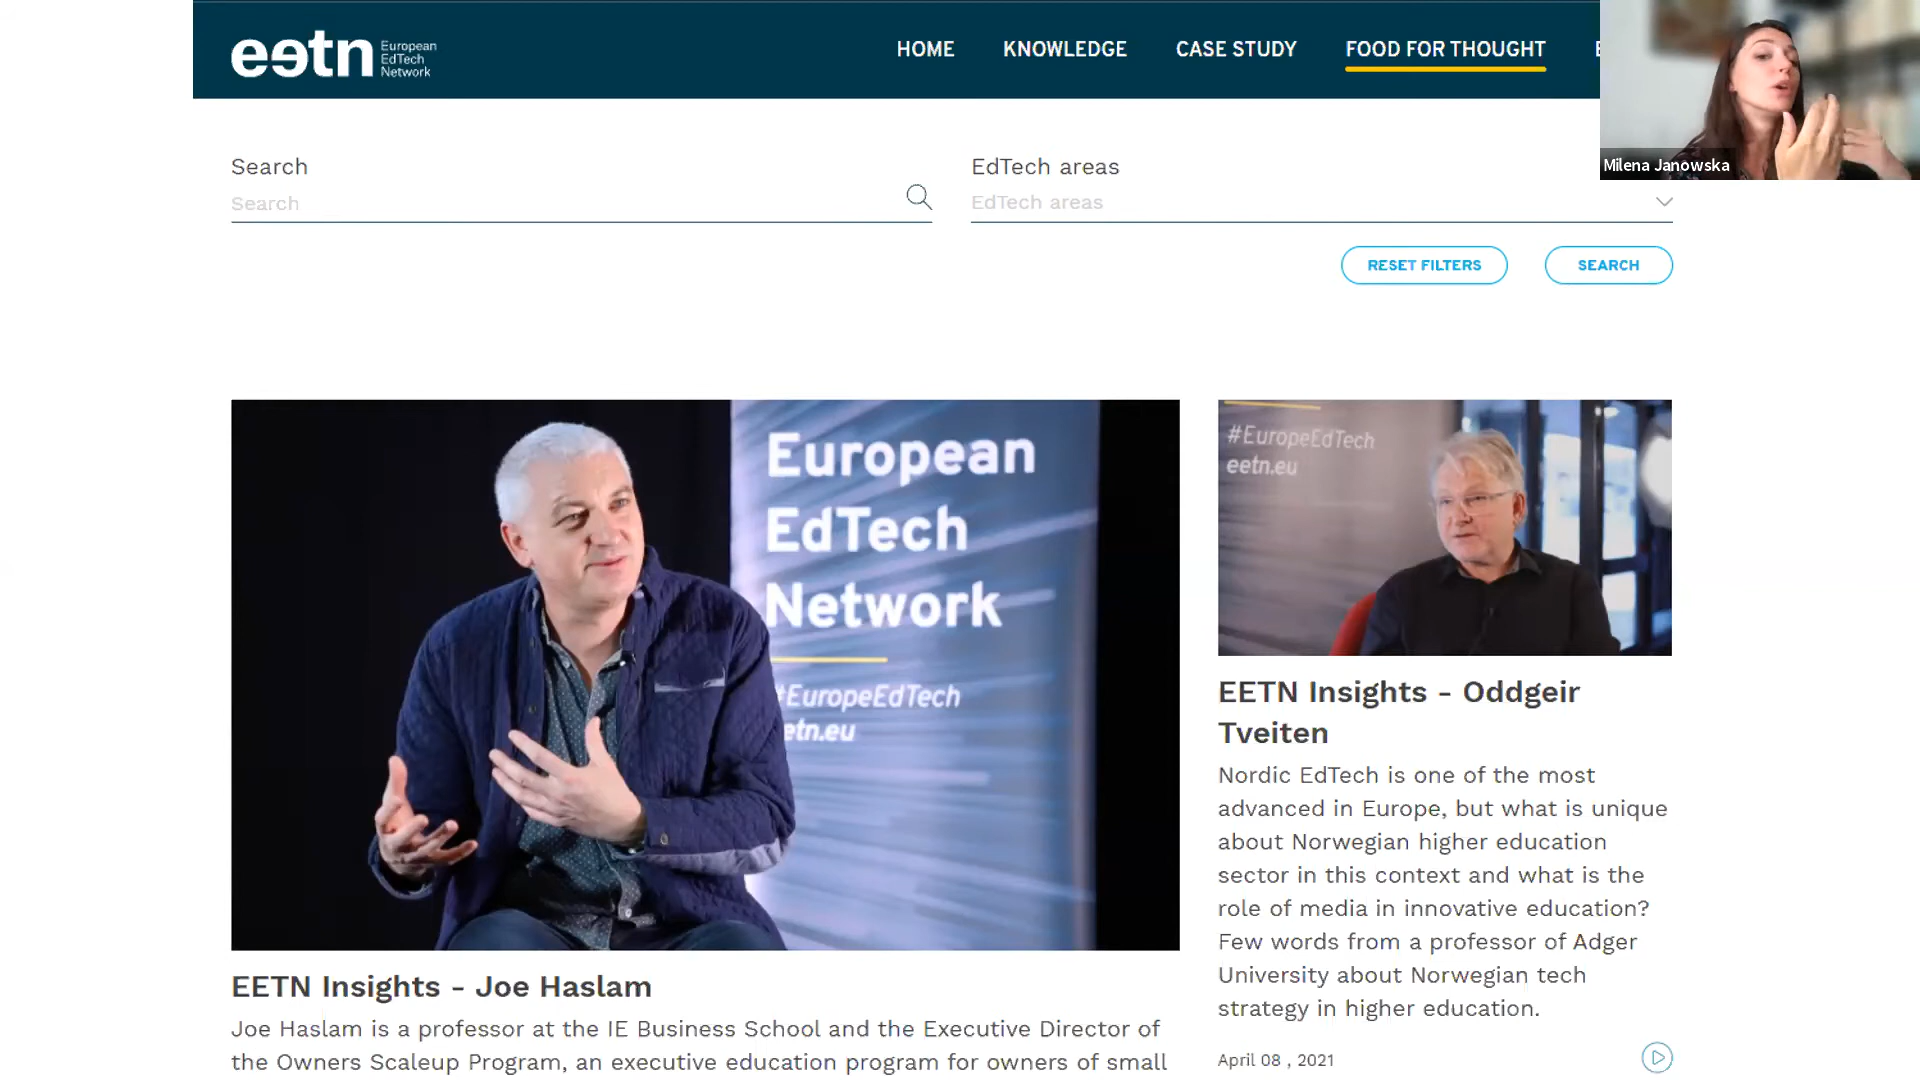 eetn European EdTech Network
HOME KNOWLEDGE CASE STUDY FOOD FOR THOUGHT
Milena Janowska
Search
Search
EdTech areas
EdTech areas
RESET FILTERS
SEARCH
European
EdTech
Network
#EuropeEdTech
eetn.eu
EETN Insights - Joe Haslam
Joe Haslam is a professor at the IE Business School and the Executive Director of
the Owners Scaleup Program, an executive education program for owners of small
#EuropeEdTech
eetn.eu
EETN Insights - Oddgeir
Tveiten
Nordic EdTech is one of the most
advanced in Europe, but what is unique
about Norwegian higher education
sector in this context and what is the
role of media in innovative education?
Few words from a professor of Adger
University about Norwegian tech
strategy in higher education.
April 08 , 2021